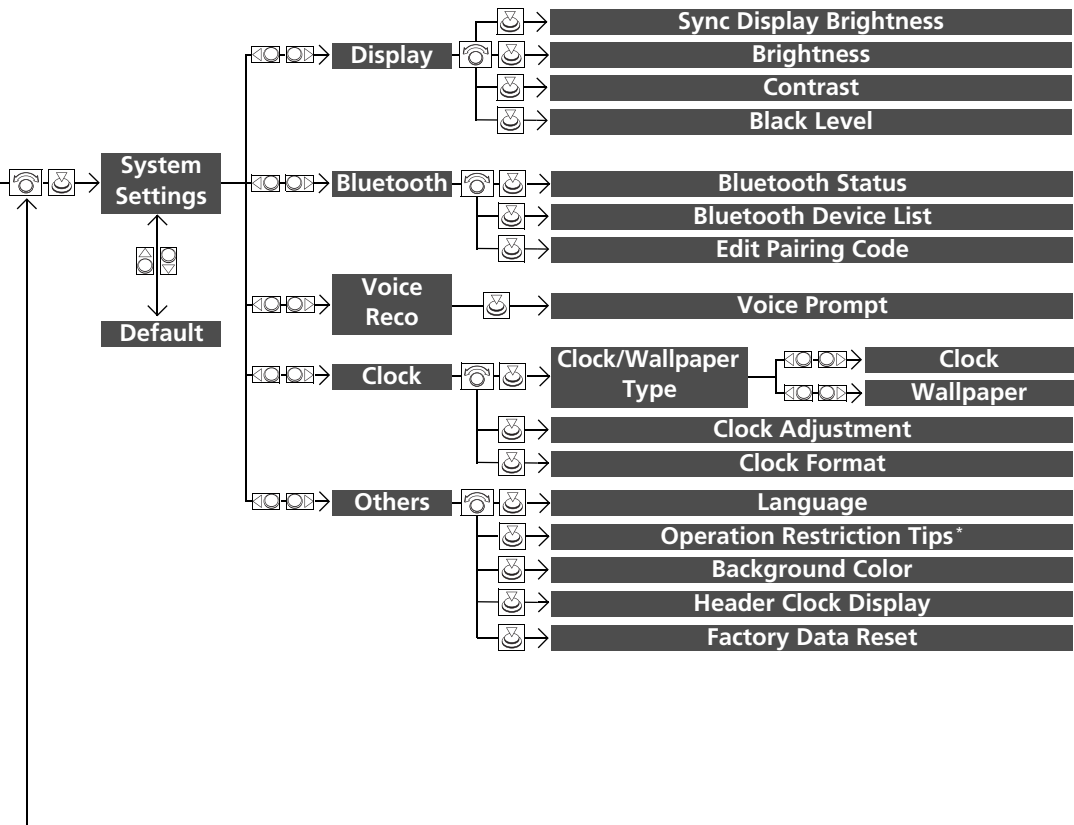 Sync Display Brightness
Display
Brightness
Contrast
Black Level
System
Settings
Bluetooth
Bluetooth Status
Bluetooth Device List
Edit Pairing Code
Default
Voice
Reco
Voice Prompt
Clock
Clock/Wallpaper
Type
Clock
Wallpaper
Clock Adjustment
Clock Format
Others
Language
Operation Restriction Tips*
Background Color
Header Clock Display
Factory Data Reset